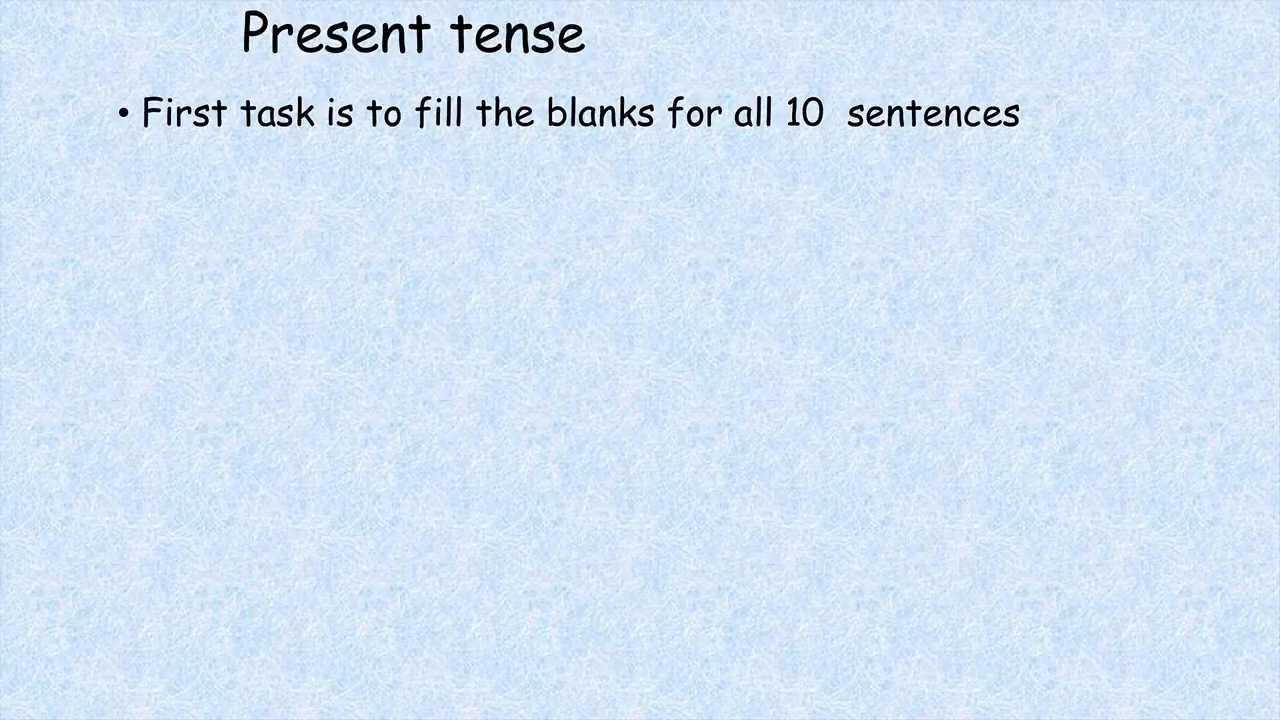 Present tense
• First task is to fill the blanks for all 10  sentences